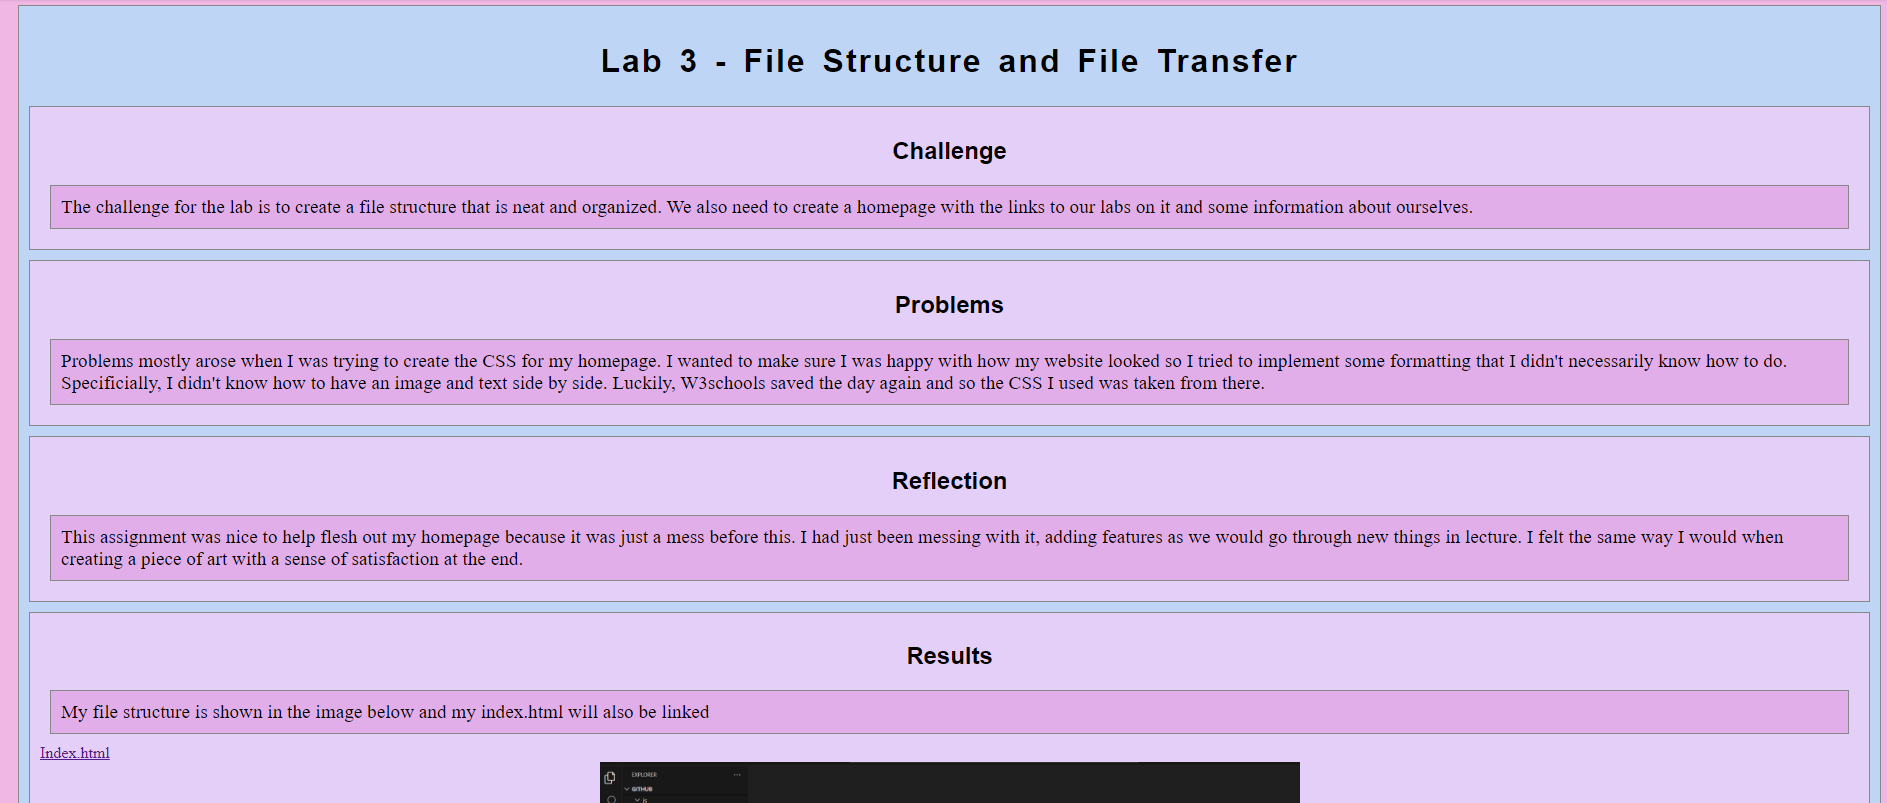 Lab 3 - File Structure and File Transfer
Challenge
The challenge for the lab is to create a file structure that is neat and organized. We also need to create a homepage with the links to our labs on it and some information about ourselves.
Problems
Problems mostly arose when I was trying to create the CSS for my homepage. I wanted to make sure I was happy with how my website looked so I tried to implement some formatting that I didn't necessarily know how to do.
Specificially, I didn't know how to have an image and text side by side. Luckily, W3schools saved the day again and so the CSS I used was taken from there.
Reflection
This assignment was nice to help flesh out my homepage because it was just a mess before this. I had just been messing with it, adding features as we would go through new things in lecture. I felt the same way I would when
creating a piece of art with a sense of satisfaction at the end.
Results
My file structure is shown in the image below and my index.html will also be linked
Index.html
EXPLORER
GITHUB
js